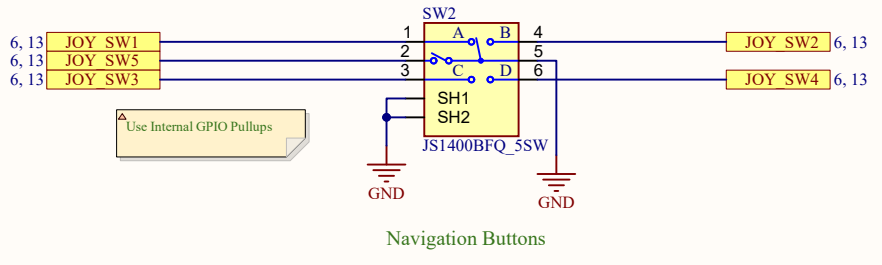 SW2
1 A B 4
6, 13 JOY_SW1 JOY_SW2 6, 13
2 5
6, 13 JOY_SW5
3 C D 6
6, 13 JOY_SW3 JOY_SW4 6, 13
SH1
SH2
Use Internal GPIO Pullups
JS1400BFQ_5SW
GND
GND
Navigation Buttons